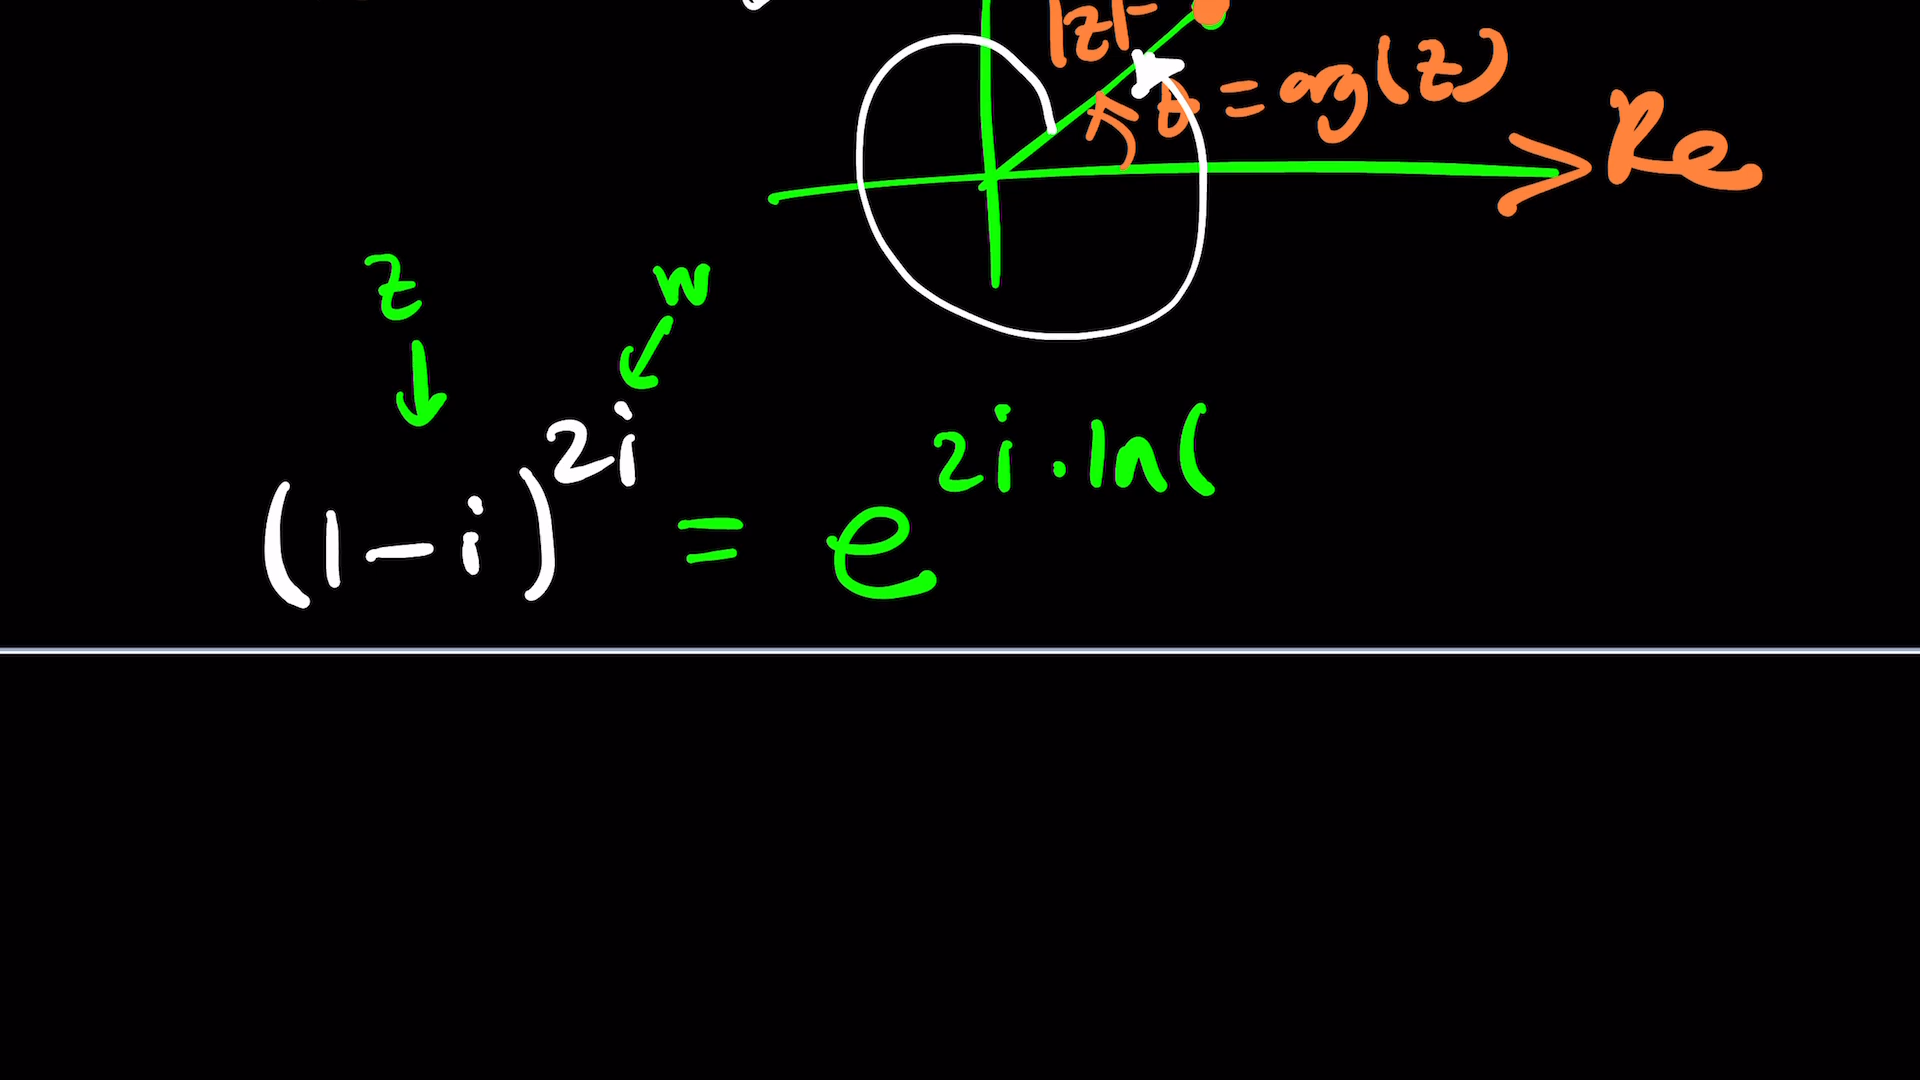 |z|
θ = arg(z)
Re
z
w
(1-i)^2i = e^2i·ln(